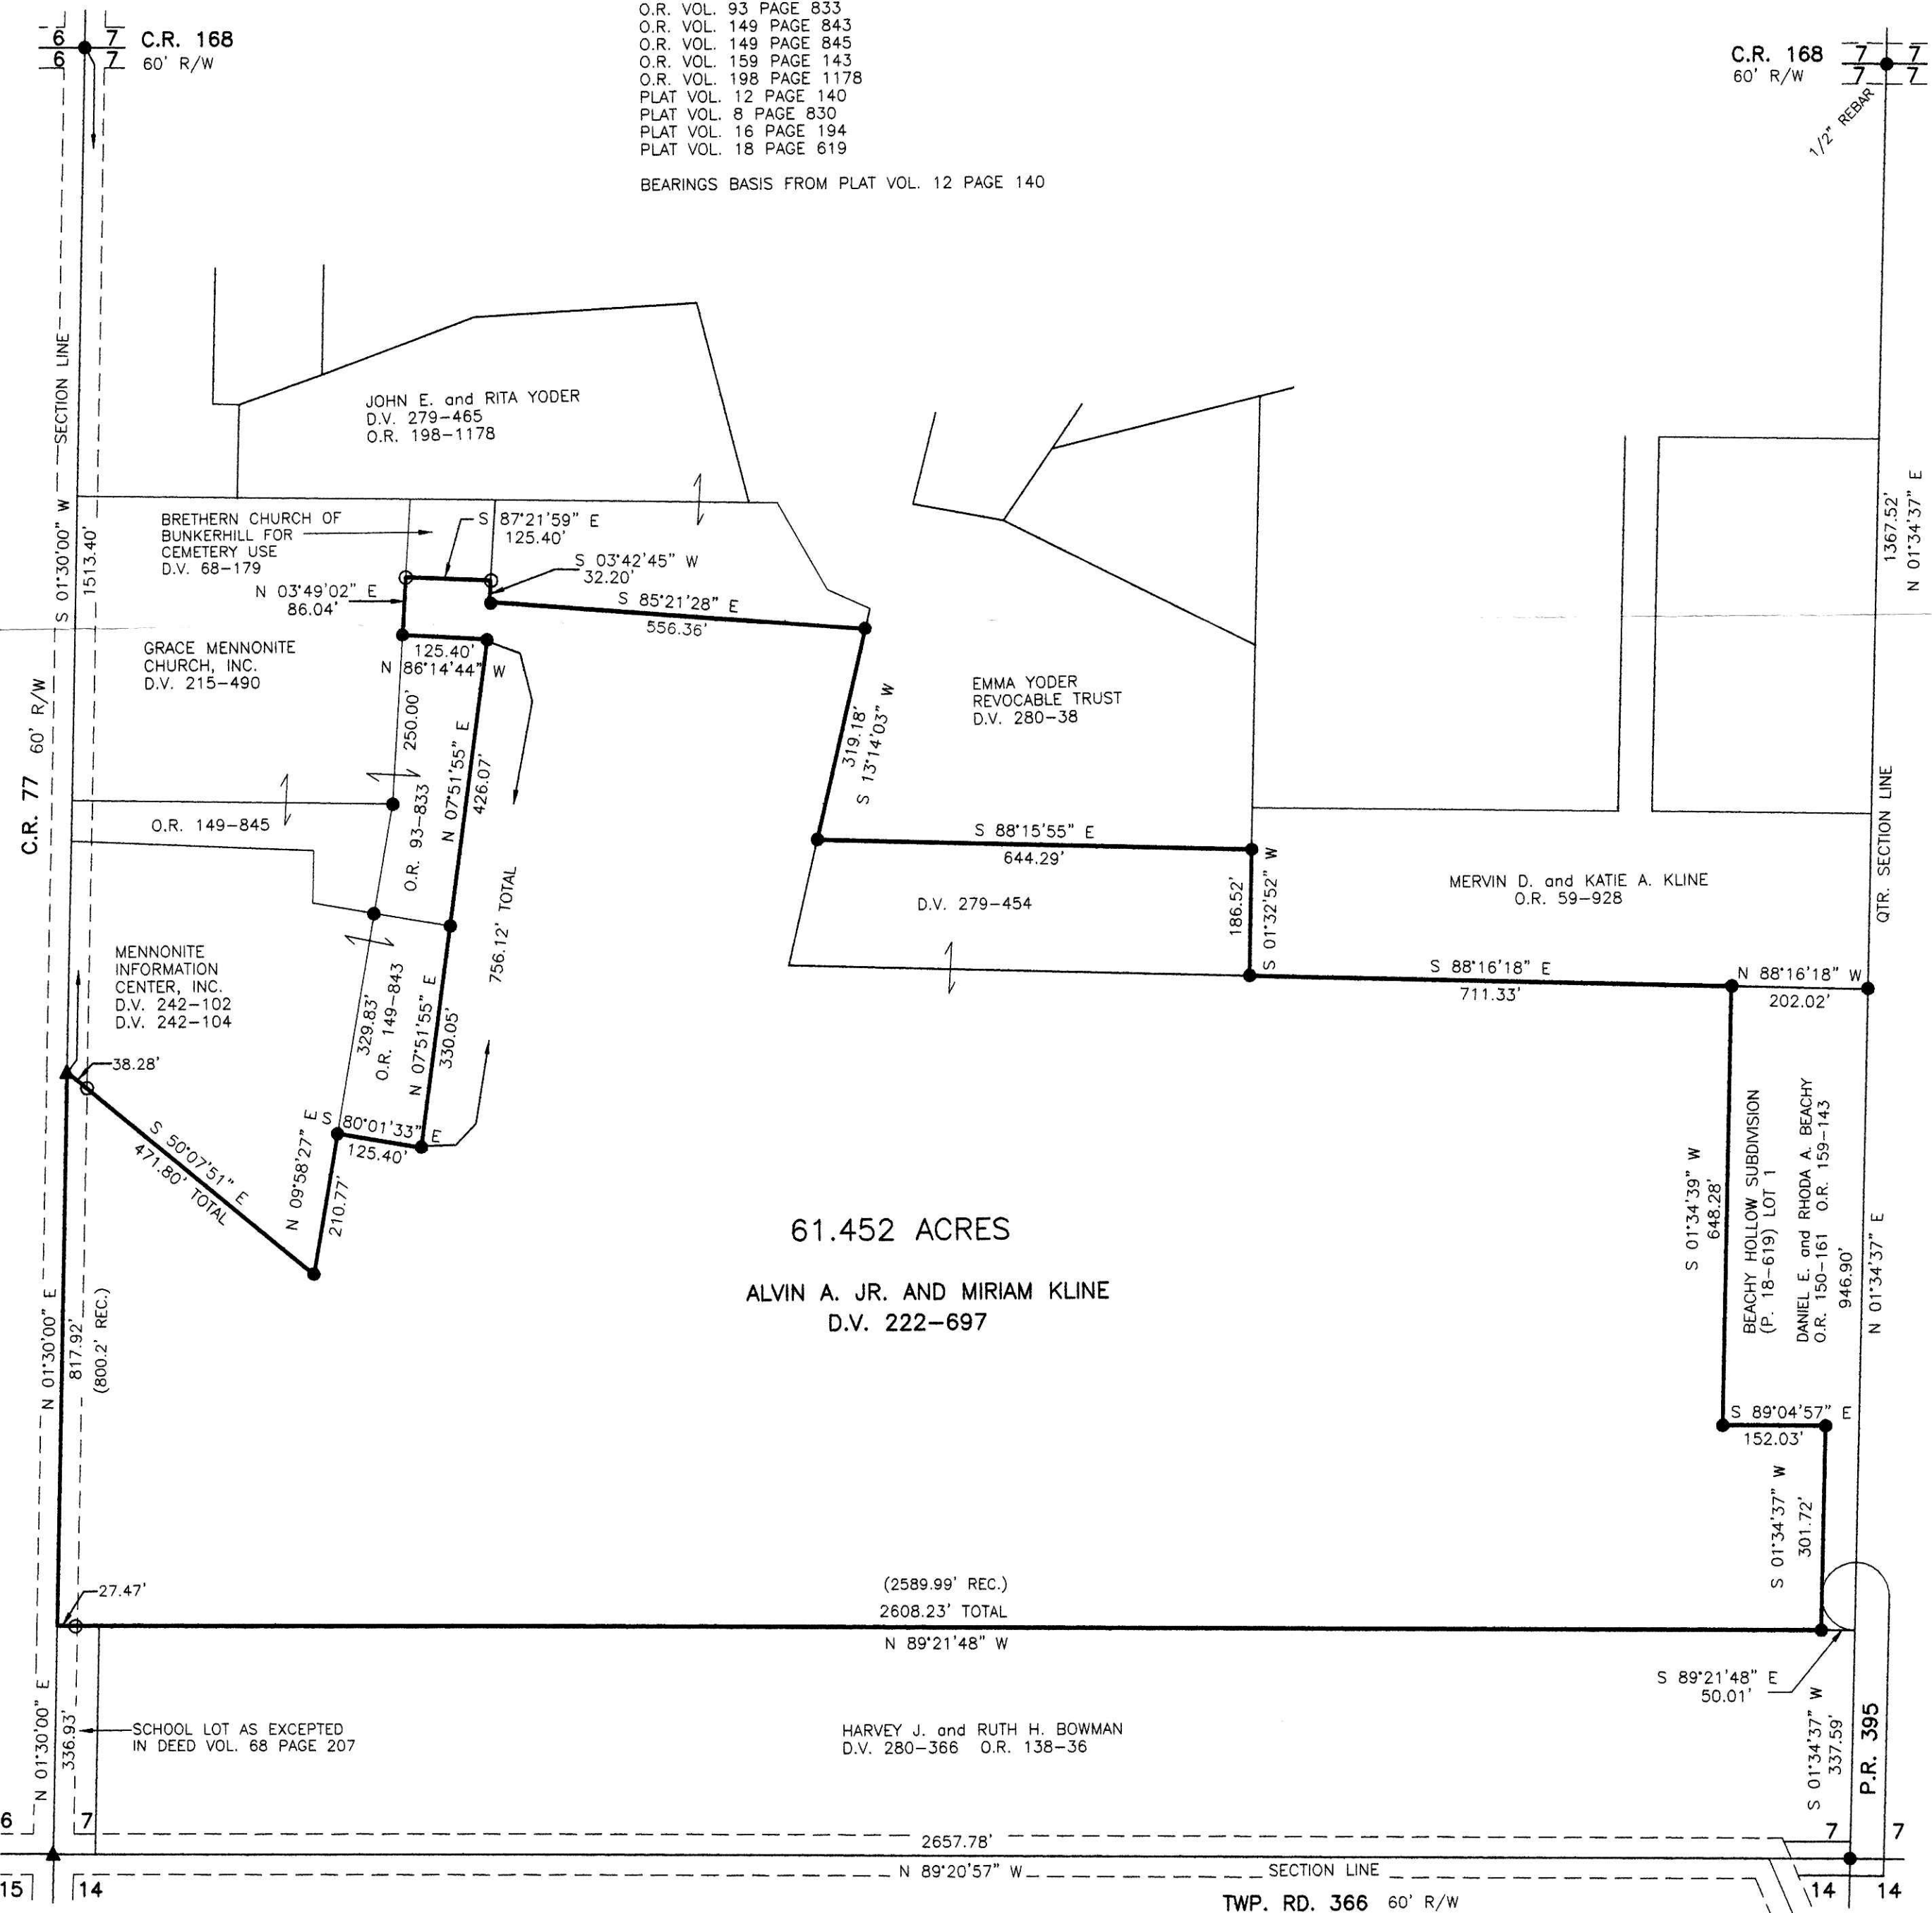 O.R. VOL. 93 PAGE 833
O.R. VOL. 149 PAGE 843
O.R. VOL. 149 PAGE 845
O.R. VOL. 159 PAGE 143
O.R. VOL. 198 PAGE 1178
PLAT VOL. 12 PAGE 140
PLAT VOL. 8 PAGE 830
PLAT VOL. 16 PAGE 194
PLAT VOL. 18 PAGE 619
BEARINGS BASIS FROM PLAT VOL. 12 PAGE 140
6 7
6 7
C.R. 168
60' R/W
C.R. 168
60' R/W
7 7
7 7
1/2" REBAR
S 01°30'00" W
SECTION LINE
1513.40'
JOHN E. and RITA YODER
D.V. 279-465
O.R. 198-1178
BRETHERN CHURCH OF
BUNKERHILL FOR
CEMETERY USE
D.V. 68-179
S 87°21'59" E
125.40'
S 03°42'45" W
32.20'
N 03°49'02" E
86.04'
S 85°21'28" E
556.36'
1367.52'
N 01°34'37" E
GRACE MENNONITE
CHURCH, INC.
D.V. 215-490
125.40'
N 86°14'44" W
250.00'
N 07°51'55" E
426.07'
O.R. 93-833
319.18'
S 13°14'03" W
EMMA YODER
REVOCABLE TRUST
D.V. 280-38
C.R. 77 60' R/W
O.R. 149-845
S 88°15'55" E
644.29'
QTR. SECTION LINE
756.12' TOTAL
D.V. 279-454
186.52'
S 01°32'52" W
MERVIN D. and KATIE A. KLINE
O.R. 59-928
MENNONITE
INFORMATION
CENTER, INC.
D.V. 242-102
D.V. 242-104
S 88°16'18" E
711.33'
N 88°16'18" W
202.02'
329.83'
O.R. 149-843
N 07°51'55" E
330.05'
38.28'
S 50°07'51" E
471.80' TOTAL
S 80°01'33" E
125.40'
N 09°58'27" E
210.77'
S 01°34'39" W
648.28'
BEACHY HOLLOW SUBDIVISION
(P. 18-619) LOT 1
DANIEL E. and RHODA A. BEACHY
O.R. 150-161 O.R. 159-143
946.90'
N 01°34'37" E
61.452 ACRES
ALVIN A. JR. AND MIRIAM KLINE
D.V. 222-697
N 01°30'00" E
817.92'
(800.2' REC.)
S 89°04'57" E
152.03'
S 01°34'37" W
301.72'
27.47'
(2589.99' REC.)
2608.23' TOTAL
N 89°21'48" W
S 89°21'48" E
50.01'
N 01°30'00" E
336.93'
SCHOOL LOT AS EXCEPTED
IN DEED VOL. 68 PAGE 207
HARVEY J. and RUTH H. BOWMAN
D.V. 280-366 O.R. 138-36
S 01°34'37" W
337.59'
P.R. 395
6 7
2657.78'
7 7
N 89°20'57" W
SECTION LINE
15 14
14 14
TWP. RD. 366 60' R/W